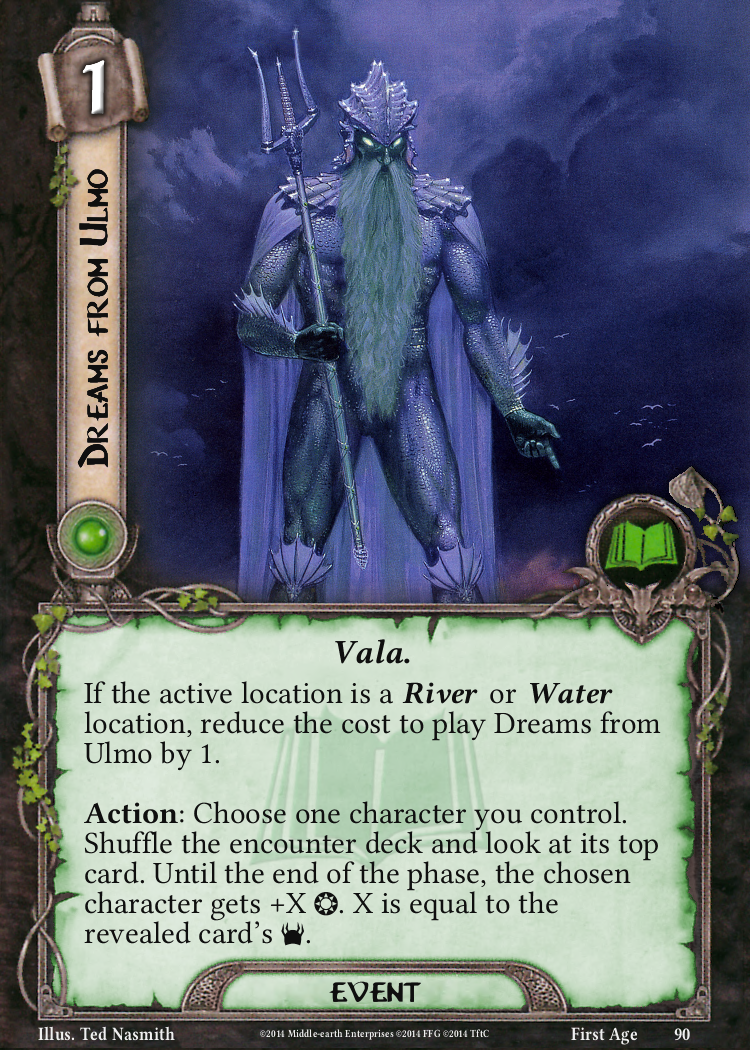 1
Dreams from Ulmo
Vala.
If the active location is a River or Water
location, reduce the cost to play Dreams from
Ulmo by 1.
Action: Choose one character you control.
Shuffle the encounter deck and look at its top
card. Until the end of the phase, the chosen
character gets +X . X is equal to the
revealed card's .
EVENT
Illus. Ted Nasmith ©2014 Middle-earth Enterprises ©2014 FFG ©2014 TftC First Age 90